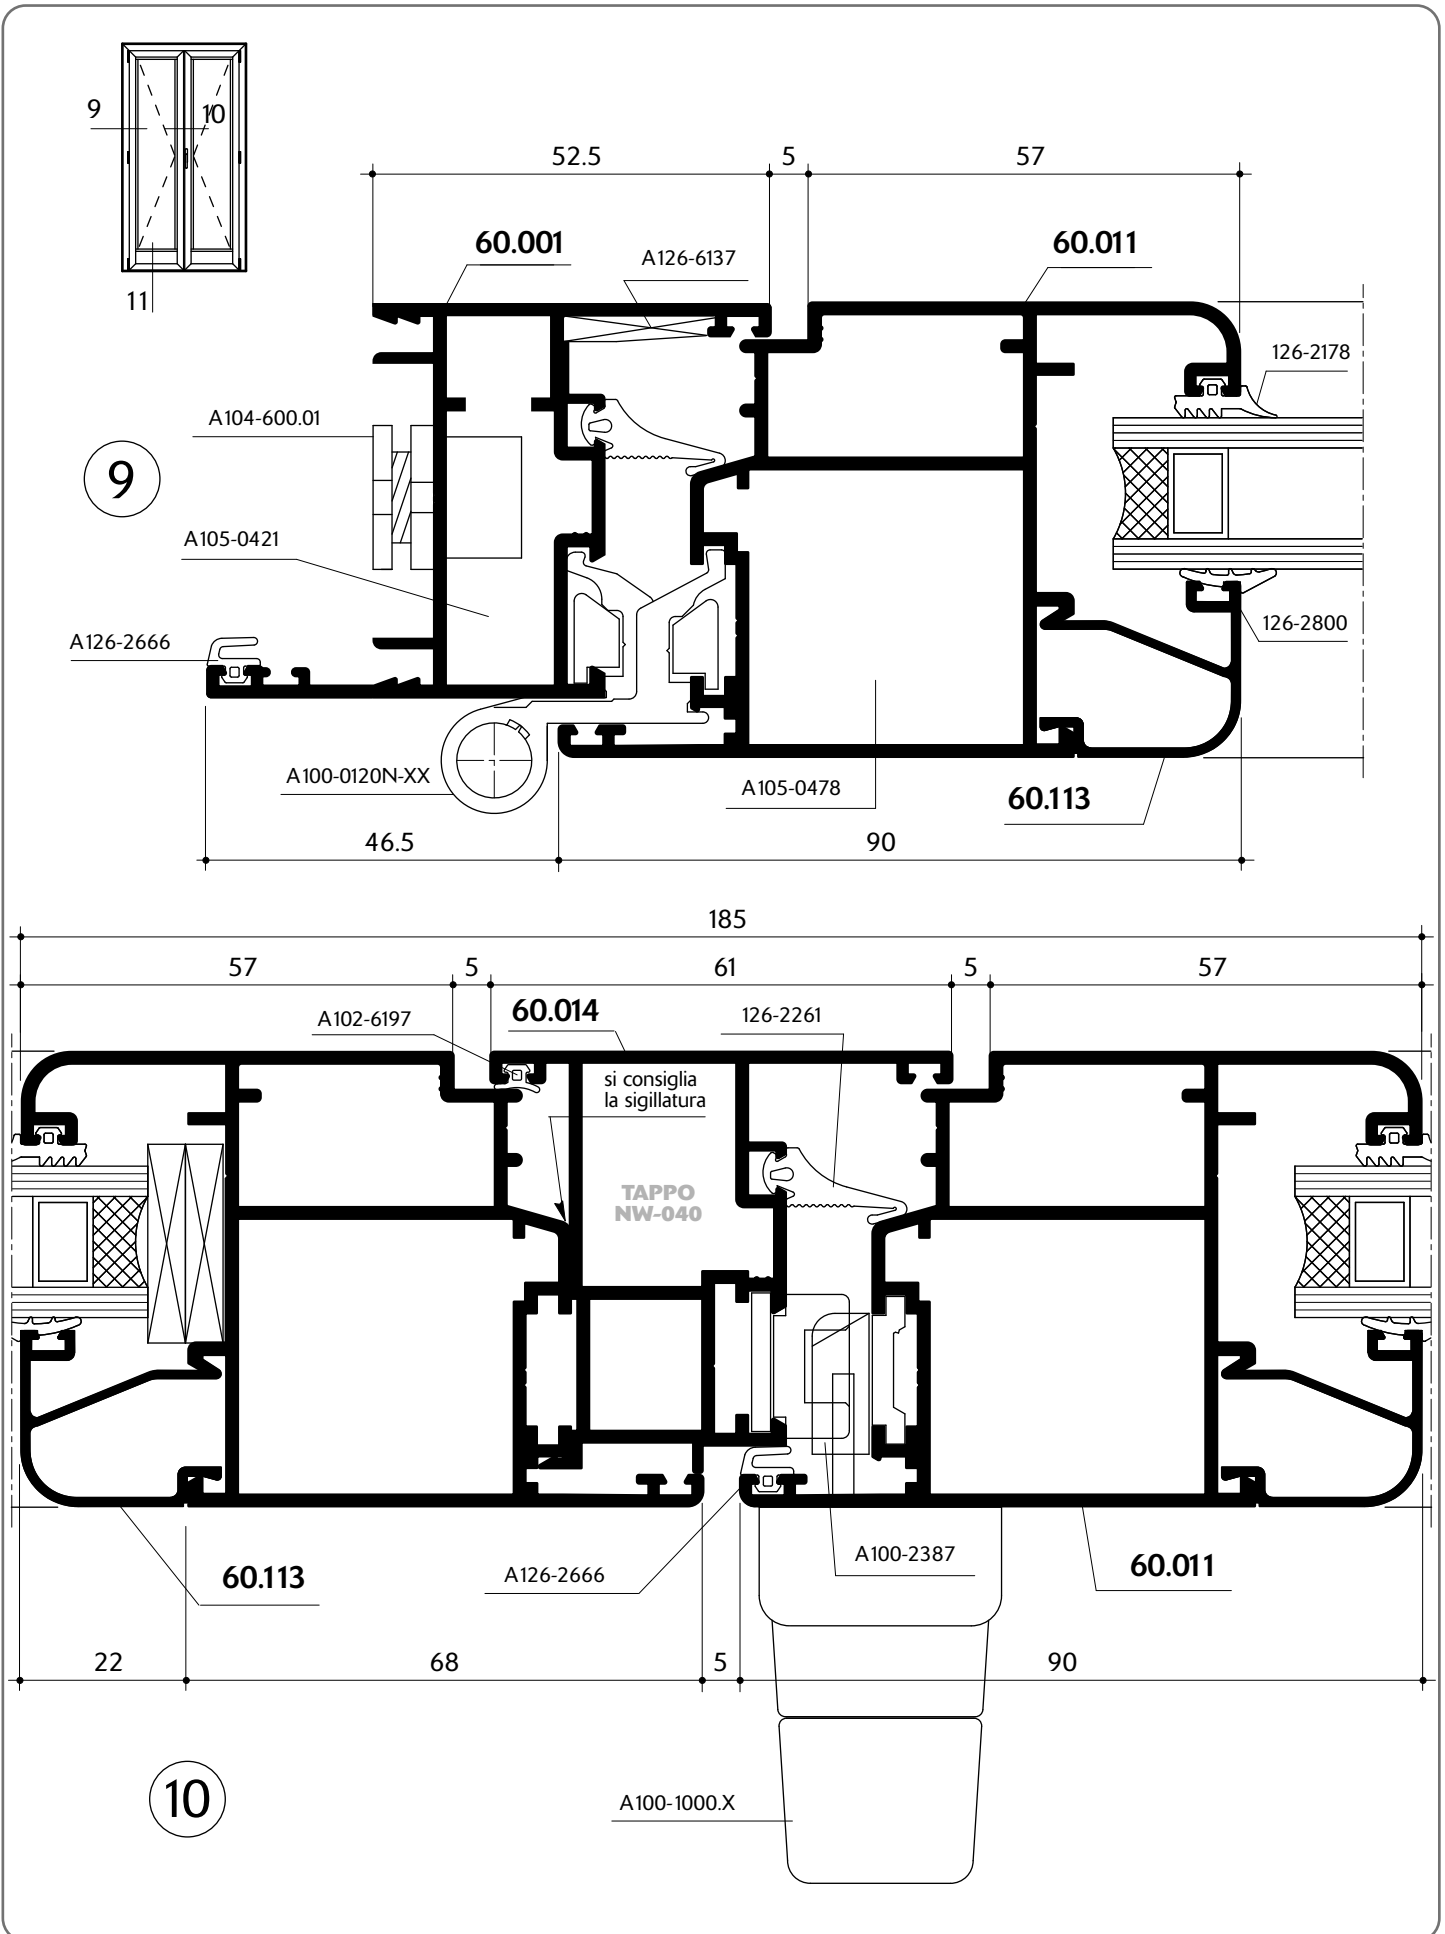 9
10
11
52.5
5
57
60.001
A126-6137
60.011
126-2178
A104-600.01
9
A105-0421
A126-2666
126-2800
A100-0120N-XX
A105-0478
60.113
46.5
90
185
57
5
61
5
57
A102-6197
60.014
126-2261
si consiglia
la sigillatura
TAPPO
NW-040
60.113
A126-2666
A100-2387
60.011
22
68
5
90
10
A100-1000.X